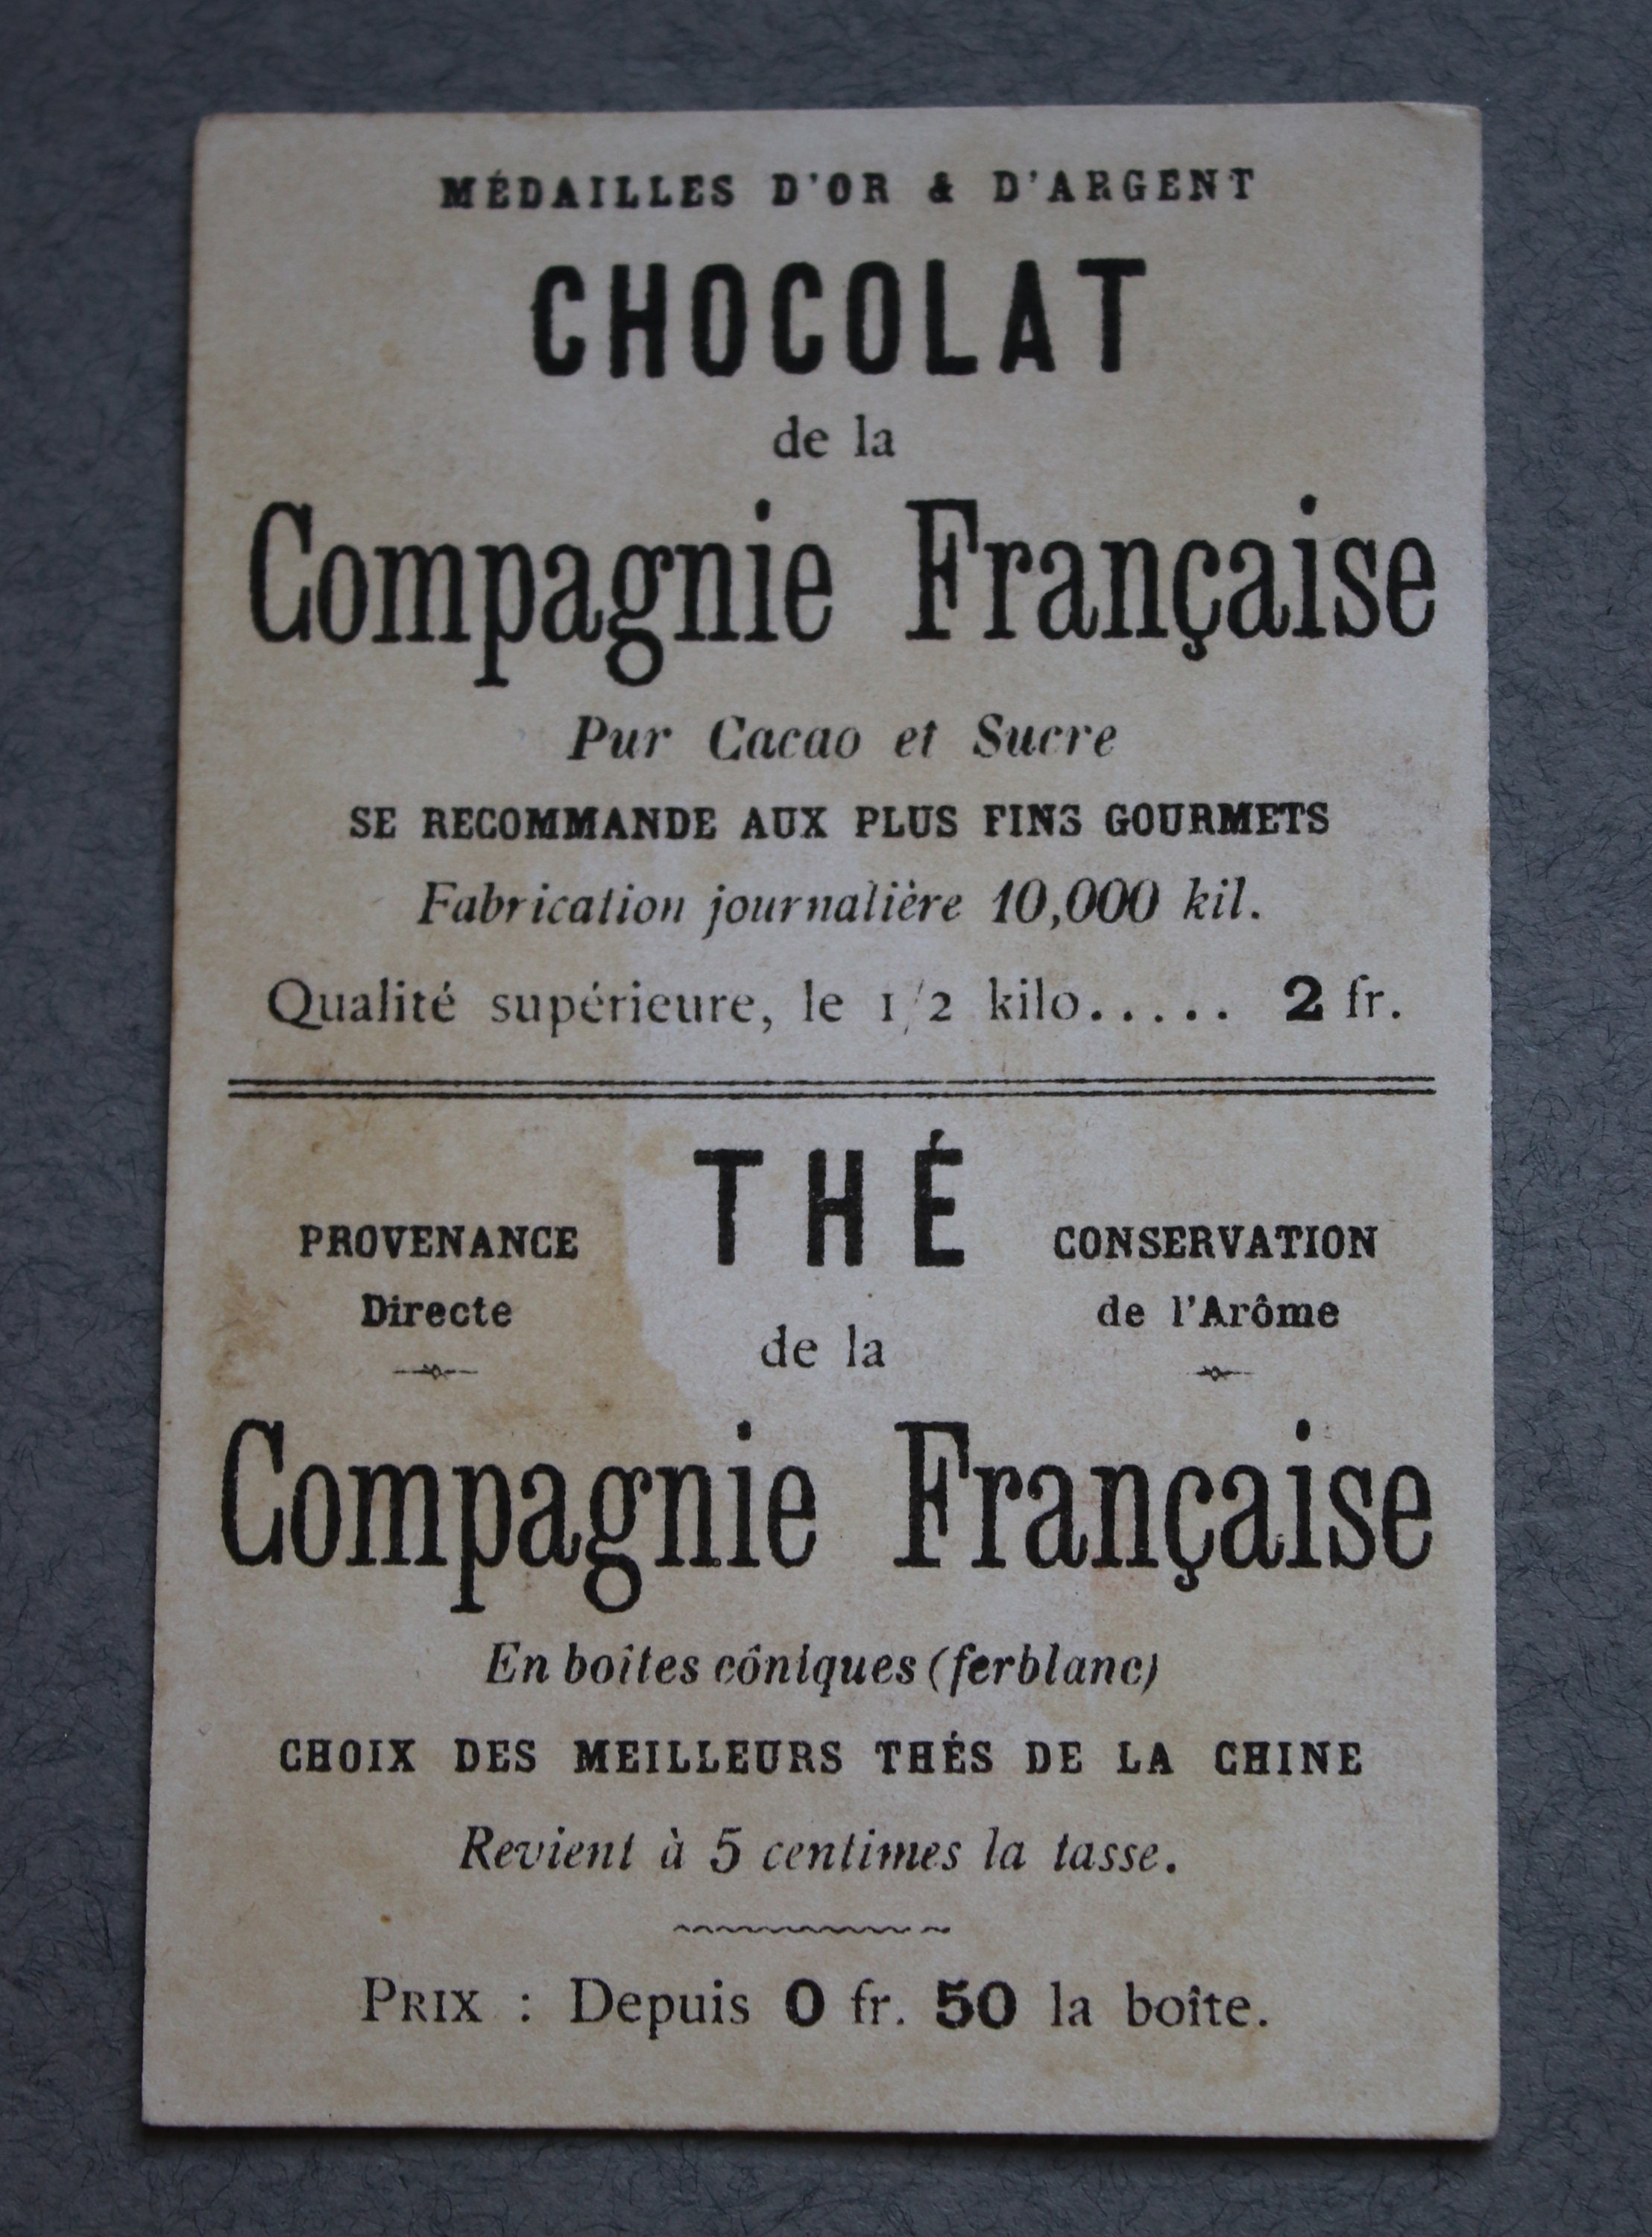 MÉDAILLES D'OR & D'ARGENT
CHOCOLAT
de la
Compagnie Française
Pur Cacao et Sucre
SE RECOMMANDE AUX PLUS FINS GOURMETS
Fabrication journalière 10,000 kil.
Qualité supérieure, le 1/2 kilo..... 2 fr.
THÉ
PROVENANCE
Directe
CONSERVATION
de l'Arôme
de la
Compagnie Française
En boîtes côniques (ferblanc)
CHOIX DES MEILLEURS THÉS DE LA CHINE
Revient à 5 centimes la tasse.
PRIX : Depuis 0 fr. 50 la boîte.